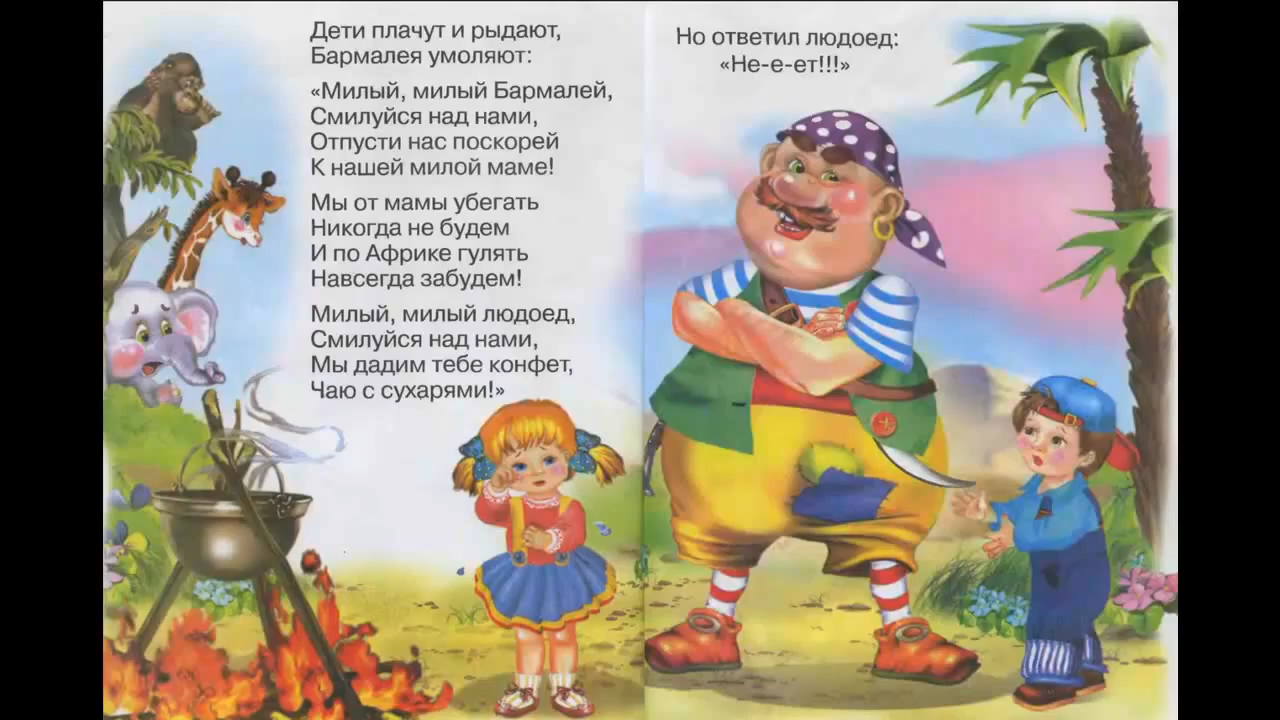 Дети плачут и рыдают,
Бармалея умоляют:
«Милый, милый Бармалей,
Смилуйся над нами,
Отпусти нас поскорей
К нашей милой маме!
Мы от мамы убегать
Никогда не будем
И по Африке гулять
Навсегда забудем!
Милый, милый людоед,
Смилуйся над нами,
Мы дадим тебе конфет,
Чаю с сухарями!»
Но ответил людоед:
«Не-е-ет!!!»